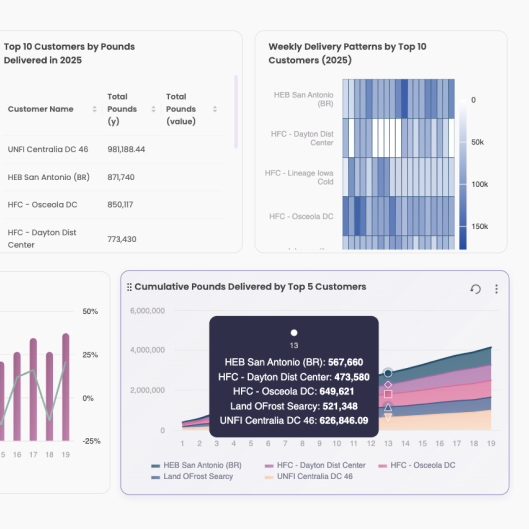 Top 10 Customers by Pounds
Delivered in 2025
Customer Name
Total
Pounds
(y)
Total
Pounds
(value)
UNFI Centralia DC 46 981,188.44
HEB San Antonio (BR) 871,740
HFC - Osceola DC 850,117
HFC - Dayton Dist
Center
773,430
Weekly Delivery Patterns by Top 10
Customers (2025)
HEB San Antonio
(BR)
HFC - Dayton Dist
Center
HFC - Lineage Iowa
Cold
HFC - Osceola DC
0
50k
100k
150k
50%
25%
0%
-25%
15 16 17 18 19
Cumulative Pounds Delivered by Top 5 Customers
6,000,000
4,000,000
2,000,000
0
13
HEB San Antonio (BR): 567,660
HFC - Dayton Dist Center: 473,580
HFC - Osceola DC: 649,621
Land OFrost Searcy: 521,348
UNFI Centralia DC 46: 626,846.09
1 2 3 4 5 6 7 8 9 10 11 12 13 14 15 16 17 18 19
HEB San Antonio (BR) HFC - Dayton Dist Center HFC - Osceola DC
Land OFrost Searcy UNFI Centralia DC 46